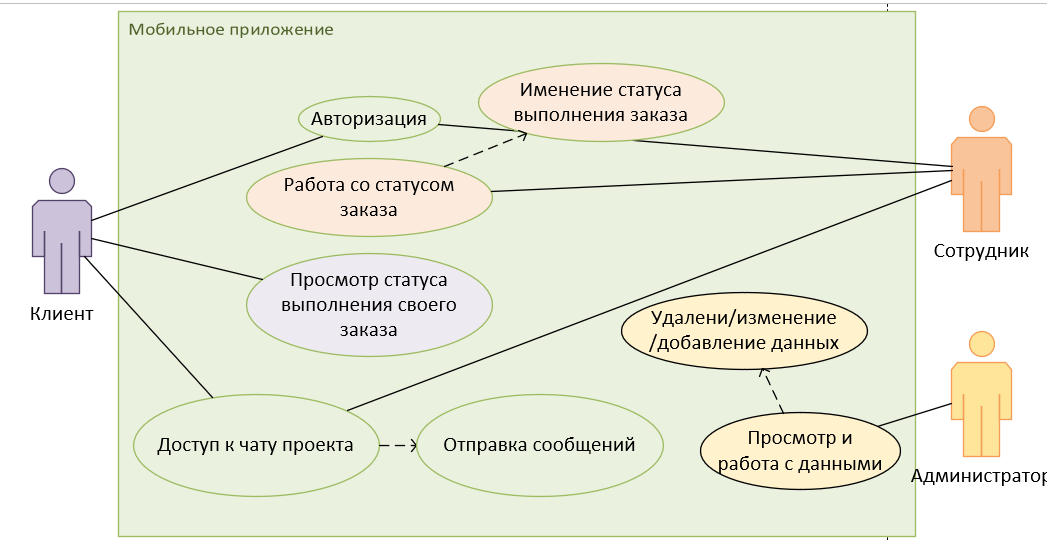 Мобильное приложение
Именение статуса
выполнения заказа
Авторизация
Работа со статусом
заказа
Сотрудник
Просмотр статуса
выполнения своего
заказа
Клиент
Удалени/изменение
/добавление данных
Доступ к чату проекта
Отправка сообщений
Просмотр и
работа с данными
Администратор